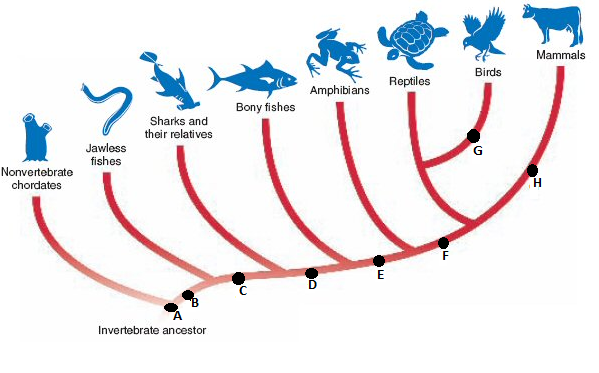 Mammals
Birds
Reptiles
Amphibians
Bony fishes
Sharks and
their relatives
Jawless
fishes
Nonvertebrate
chordates
G
H
F
E
D
C
B
A
Invertebrate ancestor